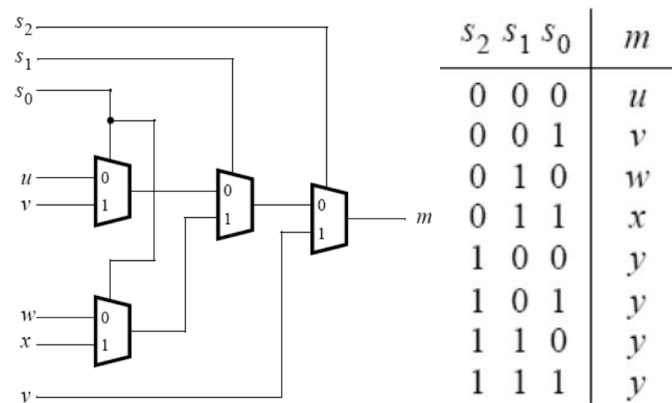 s₂
s₁
s₀
u 0
v 1
0
1
0
1
m
w 0
x 1
y
s₂ s₁ s₀ m
0 0 0 u
0 0 1 v
0 1 0 w
0 1 1 x
1 0 0 y
1 0 1 y
1 1 0 y
1 1 1 y